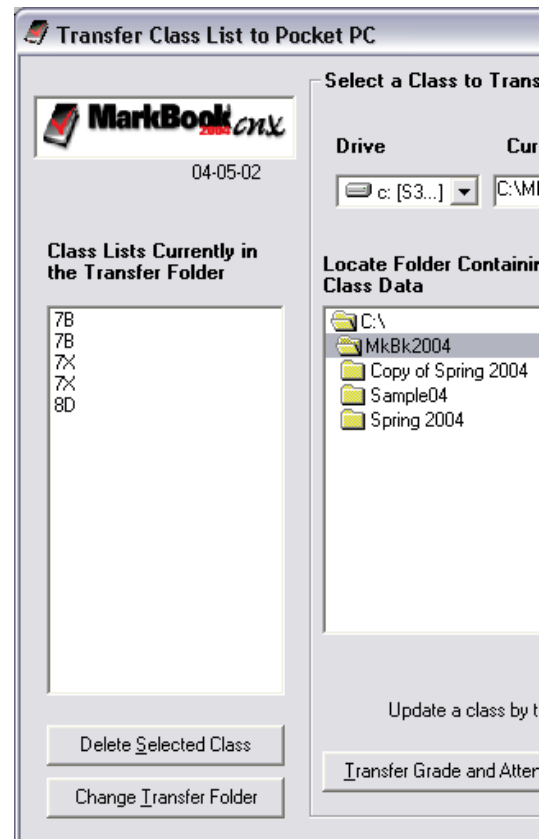 Transfer Class List to Pocket PC
MarkBook cnx
2004
04-05-02
Class Lists Currently in
the Transfer Folder
7B
7B
7X
7X
8D
Delete Selected Class
Change Transfer Folder
Select a Class to Trans
Drive Cur
c: [S3...] C:\M
Locate Folder Containin
Class Data
C:\
MkBk2004
Copy of Spring 2004
Sample04
Spring 2004
Update a class by t
Transfer Grade and Atten